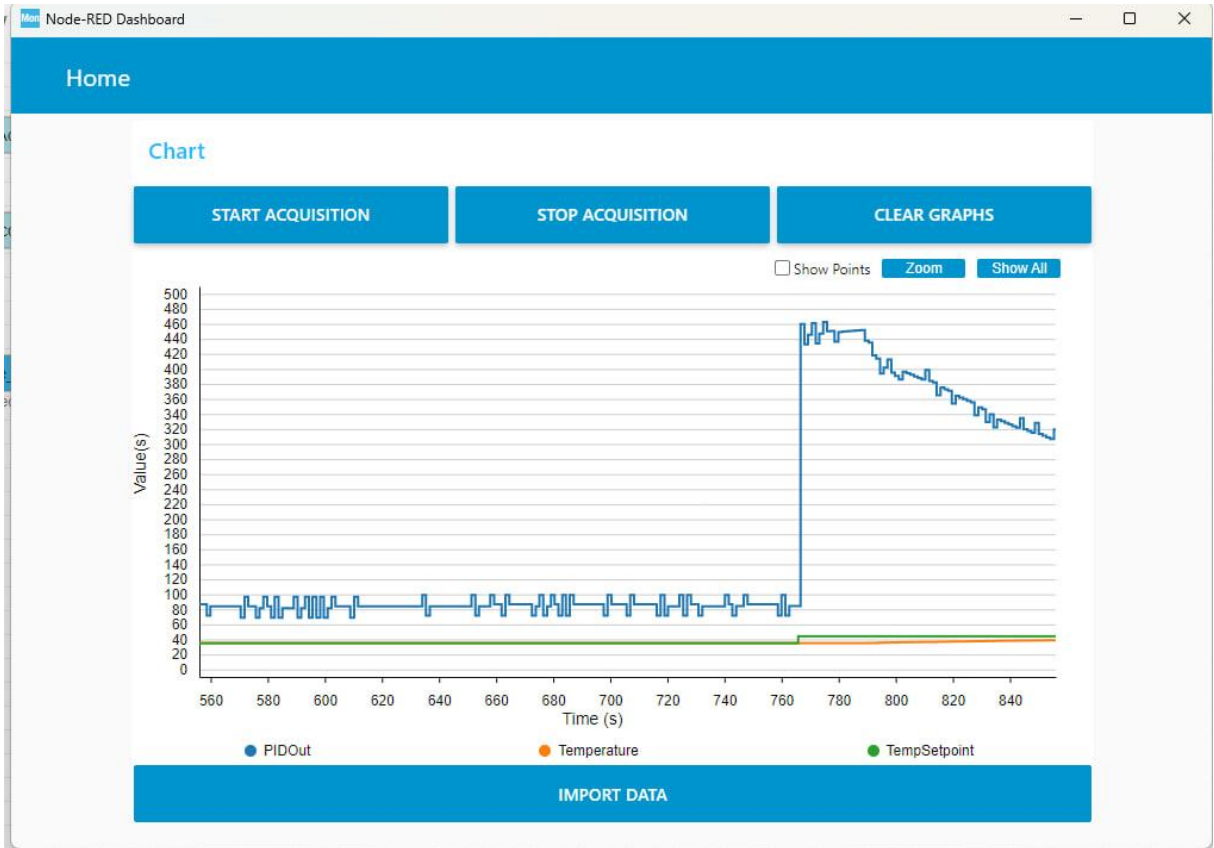 Mon Node-RED Dashboard
Home
Chart
START ACQUISITION STOP ACQUISITION CLEAR GRAPHS
Show Points Zoom Show All
500
480
460
440
420
400
380
360
340
320
300
280
260
240
220
200
180
160
140
120
100
80
60
40
20
0
Value(s)
560 580 600 620 640 660 680 700 720 740 760 780 800 820 840
Time (s)
PIDOut Temperature TempSetpoint
IMPORT DATA